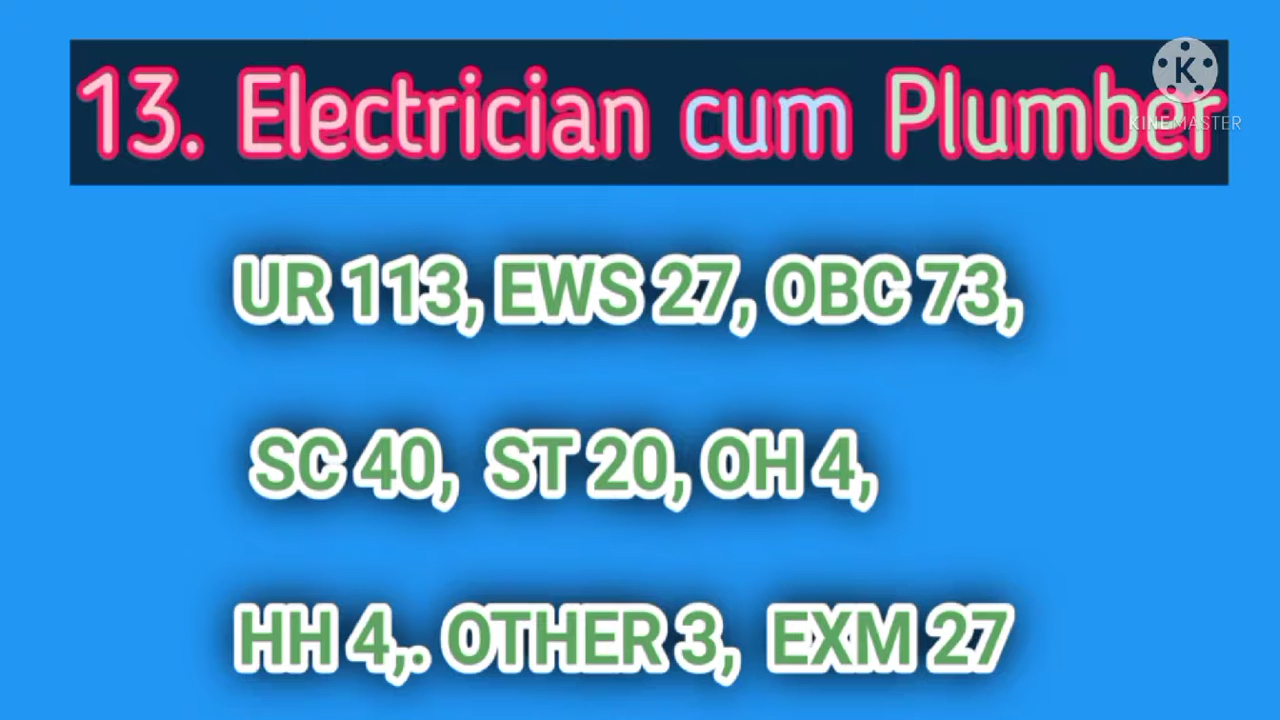 13. Electrician cum Plumber
KINEMASTER
UR 113, EWS 27, OBC 73,
SC 40, ST 20, OH 4,
HH 4,. OTHER 3, EXM 27